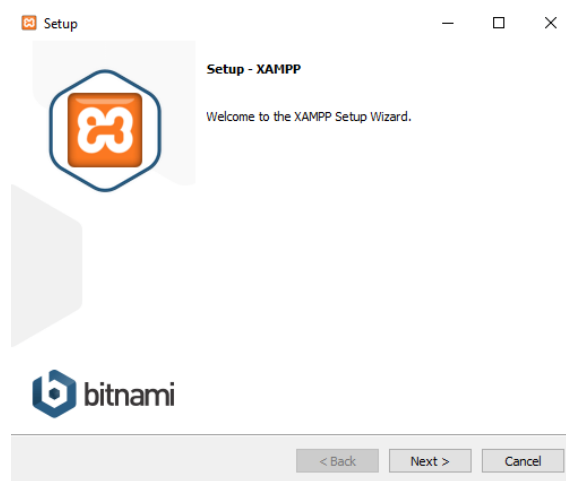 Setup
Setup - XAMPP
Welcome to the XAMPP Setup Wizard.
bitnami
< Back
Next >
Cancel